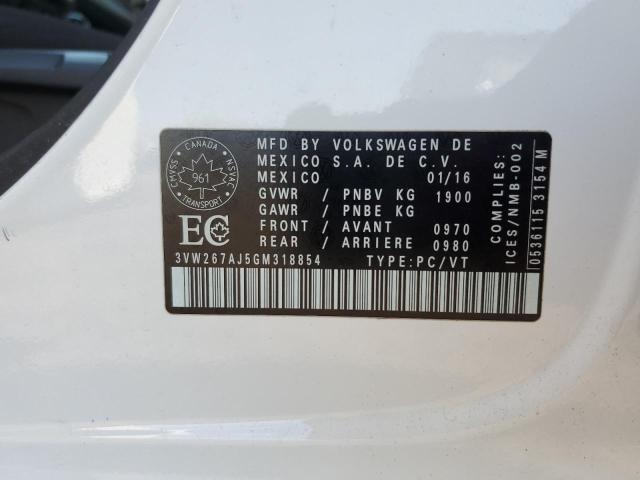 CANADA
CMVSS
961
NSVAC
TRANSPORT
EC
MFD BY VOLKSWAGEN DE
MEXICO S.A. DE C.V.
MEXICO 01/16
GVWR / PNBV KG 1900
GAWR / PNBE KG
FRONT / AVANT 0970
REAR / ARRIERE 0980
3VW267AJ5GM318854 TYPE:PC/VT
COMPLIES:
ICES/NMB-002
0536115 3154 M